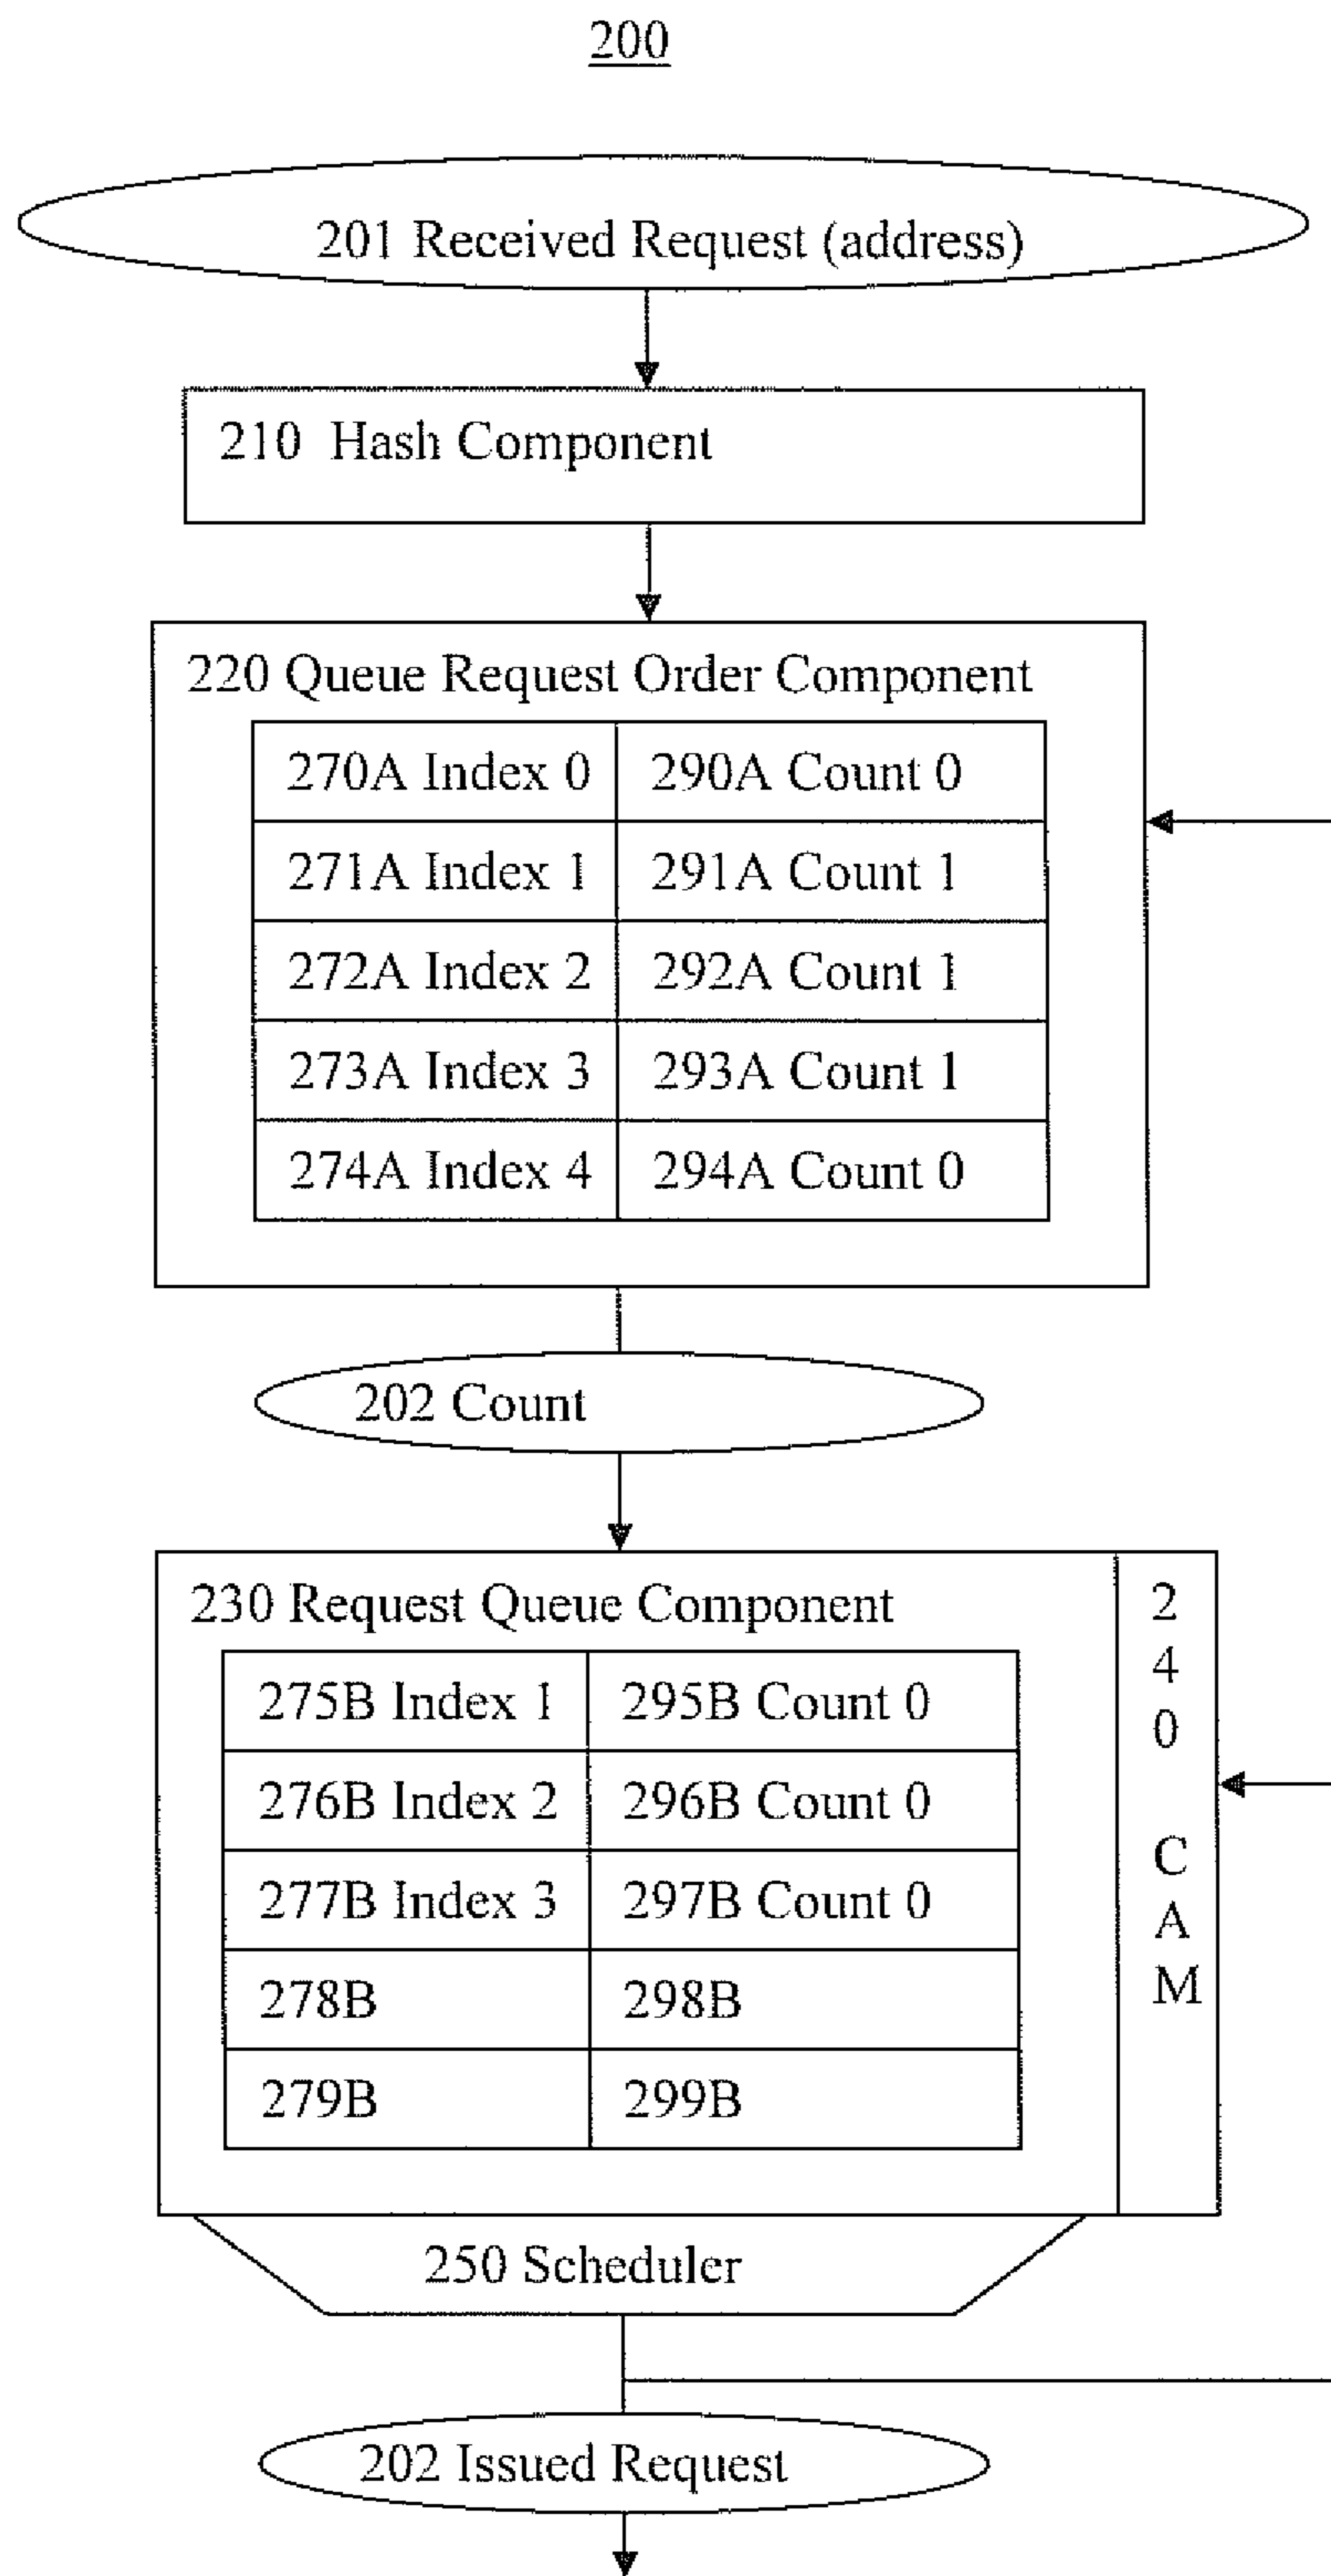 200
201 Received Request (address)
210 Hash Component
220 Queue Request Order Component
270A Index 0 290A Count 0
271A Index 1 291A Count 1
272A Index 2 292A Count 1
273A Index 3 293A Count 1
274A Index 4 294A Count 0
202 Count
230 Request Queue Component
240 CAM
275B Index 1 295B Count 0
276B Index 2 296B Count 0
277B Index 3 297B Count 0
278B 298B
279B 299B
250 Scheduler
202 Issued Request